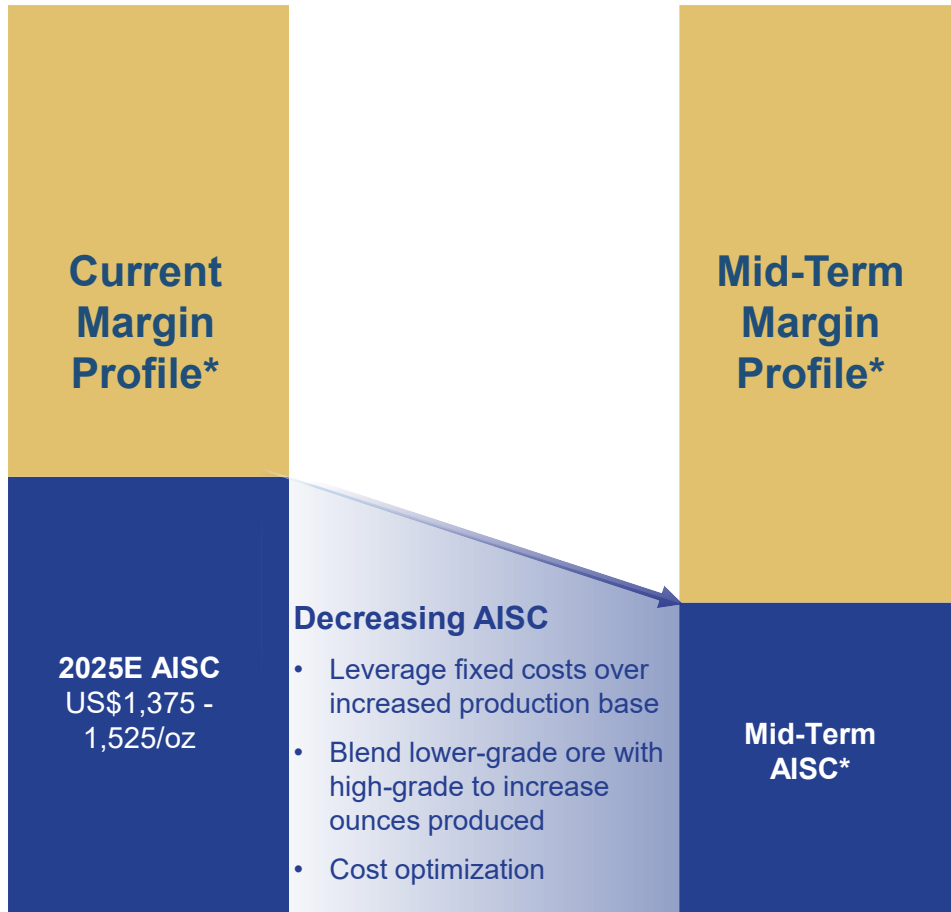 Current
Margin
Profile*
Mid-Term
Margin
Profile*
2025E AISC
US$1,375 -
1,525/oz
Decreasing AISC
• Leverage fixed costs over
increased production base
• Blend lower-grade ore with
high-grade to increase
ounces produced
• Cost optimization
Mid-Term
AISC*